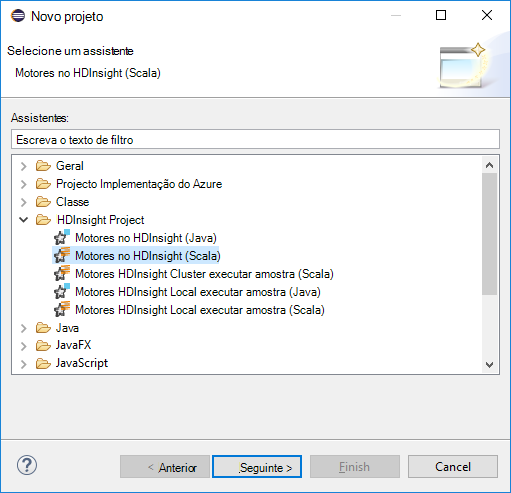 Novo projeto
Selecione um assistente
Motores no HDInsight (Scala)
Assistentes:
Escreva o texto de filtro
Geral
Projecto Implementação do Azure
Classe
HDInsight Project
Motores no HDInsight (Java)
Motores no HDInsight (Scala)
Motores HDInsight Cluster executar amostra (Scala)
Motores HDInsight Local executar amostra (Java)
Motores HDInsight Local executar amostra (Scala)
Java
JavaFX
JavaScript
? < Anterior .Seguinte > Finish Cancel